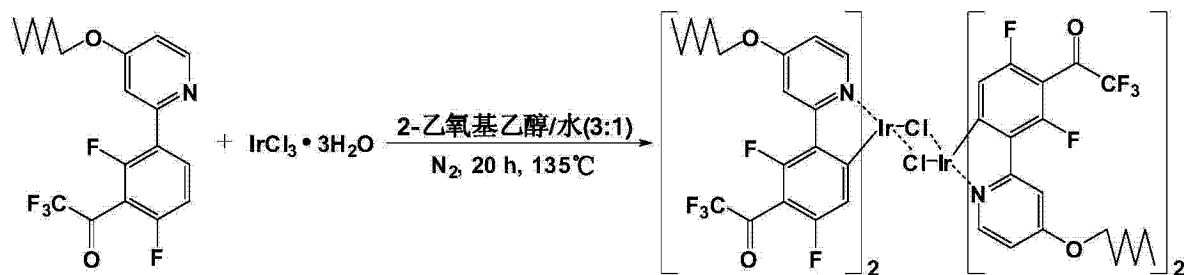 O
N
F
F₃C
O
F
+ IrCl₃•3H₂O
2-乙氧基乙醇/水(3:1)
N₂, 20 h, 135℃
O
N
Ir
Cl
F
F₃C
O
F
2
F
O
CF₃
F
Cl
Ir
N
O
2